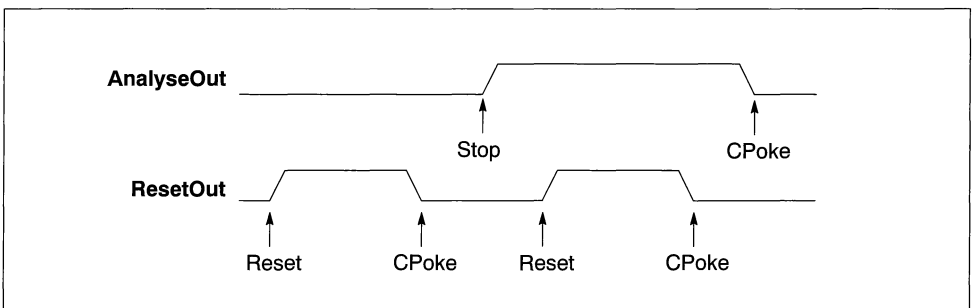 AnalyseOut
Stop
CPoke
ResetOut
Reset
CPoke
Reset
CPoke